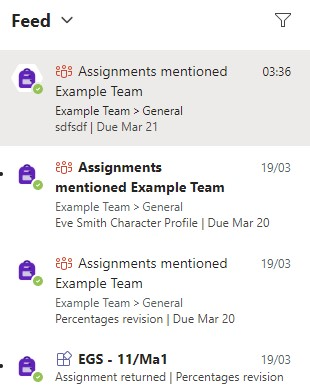 Feed
Assignments mentioned 03:36
Example Team
Example Team > General
sdfsdf | Due Mar 21
Assignments 19/03
mentioned Example Team
Example Team > General
Eve Smith Character Profile | Due Mar 20
Assignments mentioned 19/03
Example Team
Example Team > General
Percentages revision | Due Mar 20
EGS - 11/Ma1 19/03
Assignment returned | Percentages revision